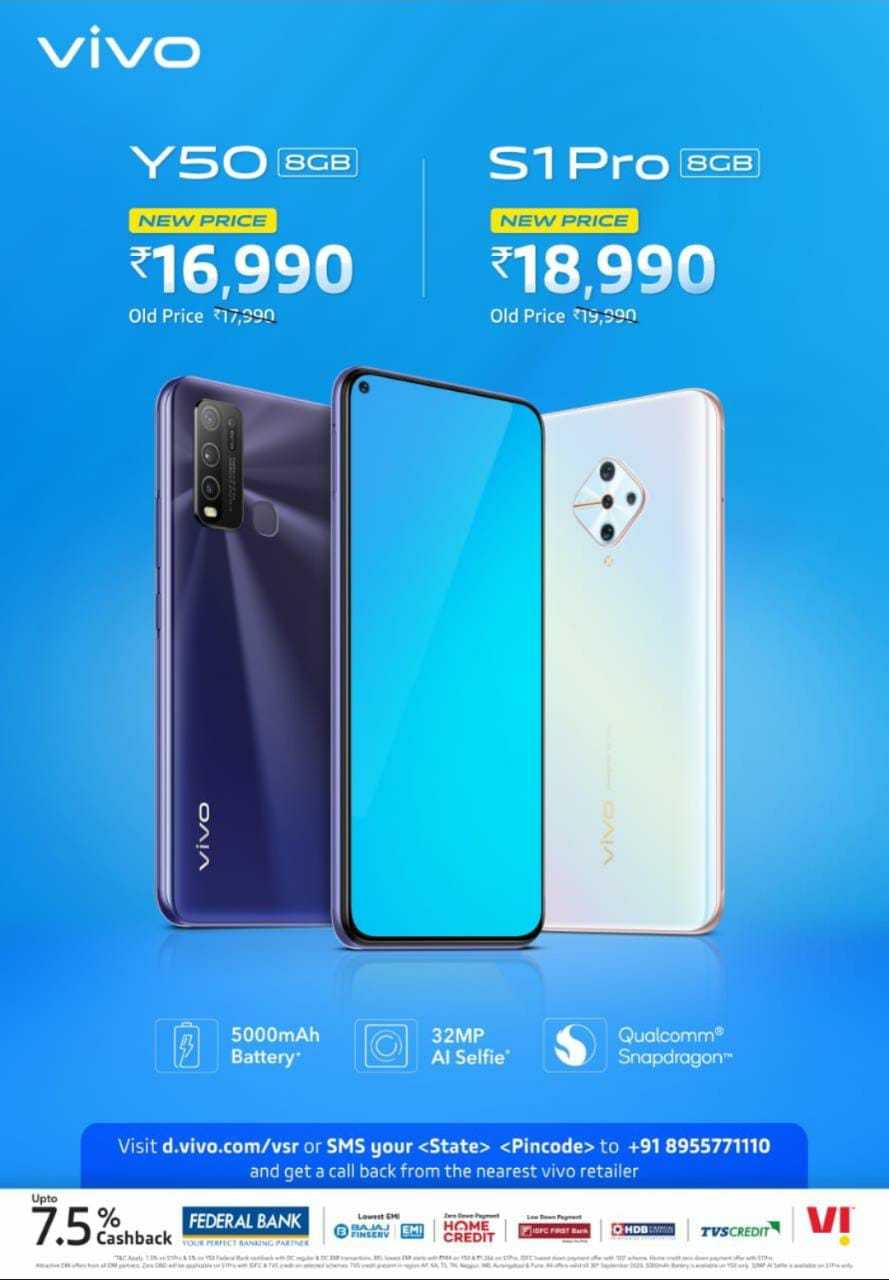 vivo
Y50 8GB
NEW PRICE
₹16,990
Old Price ₹17,990
S1Pro 8GB
NEW PRICE
₹18,990
Old Price ₹19,990
vivo
vivo
5000mAh
Battery*
32MP
AI Selfie*
Qualcomm®
Snapdragon™
Visit d.vivo.com/vsr or SMS your <State> <Pincode> to +91 8955771110
and get a call back from the nearest vivo retailer
Upto
7.5% Cashback
FEDERAL BANK
YOUR PERFECT BANKING PARTNER
Lowest EMI
BAJAJ FINSERV
EMI
Zero Down Payment
HOME CREDIT
Low Down Payment
IDFC FIRST Bank
HDB FINANCIAL SERVICES
TVS CREDIT
VI